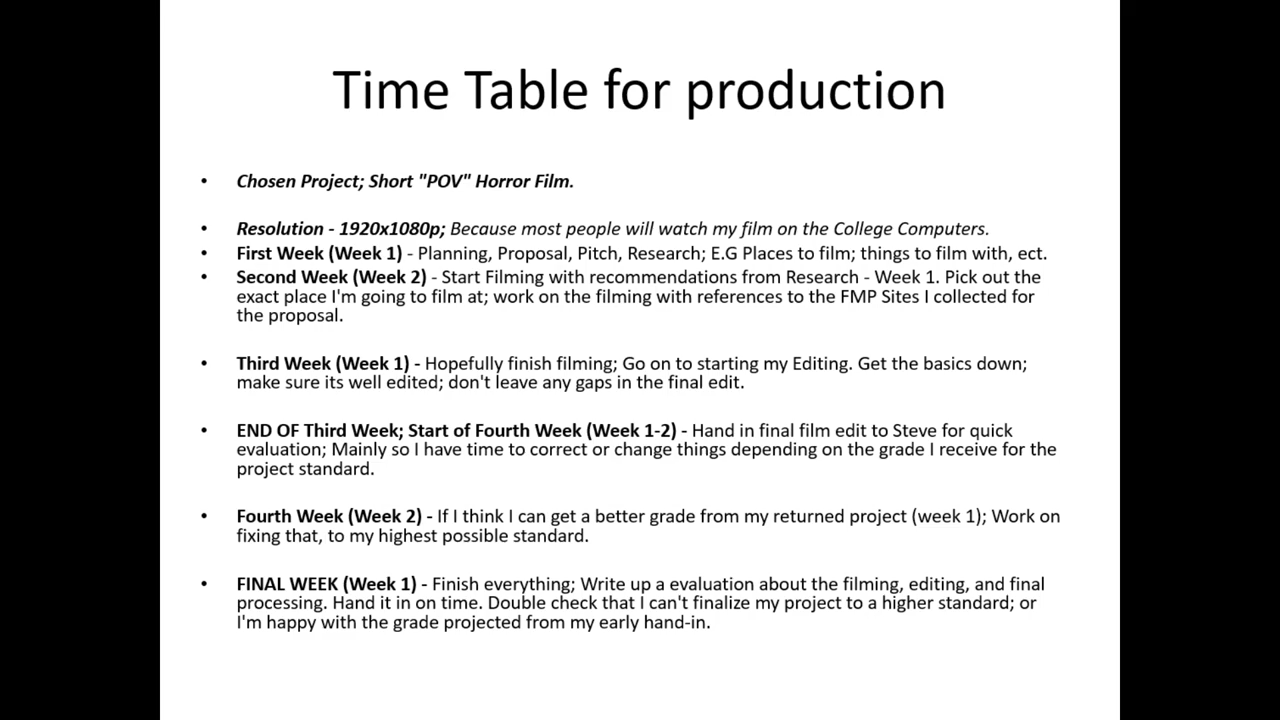 Time Table for production
• Chosen Project; Short "POV" Horror Film.
• Resolution - 1920x1080p; Because most people will watch my film on the College Computers.
• First Week (Week 1) - Planning, Proposal, Pitch, Research; E.G Places to film; things to film with, ect.
• Second Week (Week 2) - Start Filming with recommendations from Research - Week 1. Pick out the
exact place I'm going to film at; work on the filming with references to the FMP Sites I collected for
the proposal.
• Third Week (Week 1) - Hopefully finish filming; Go on to starting my Editing. Get the basics down;
make sure its well edited; don't leave any gaps in the final edit.
• END OF Third Week; Start of Fourth Week (Week 1-2) - Hand in final film edit to Steve for quick
evaluation; Mainly so I have time to correct or change things depending on the grade I receive for the
project standard.
• Fourth Week (Week 2) - If I think I can get a better grade from my returned project (week 1); Work on
fixing that, to my highest possible standard.
• FINAL WEEK (Week 1) - Finish everything; Write up a evaluation about the filming, editing, and final
processing. Hand it in on time. Double check that I can't finalize my project to a higher standard; or
I'm happy with the grade projected from my early hand-in.